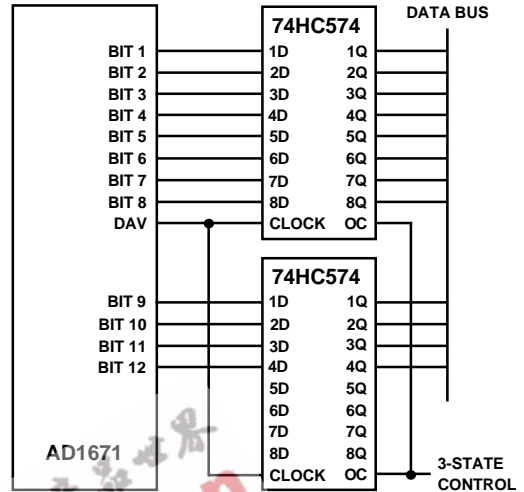 DATA BUS
74HC574
BIT 1 1D 1Q
BIT 2 2D 2Q
BIT 3 3D 3Q
BIT 4 4D 4Q
BIT 5 5D 5Q
BIT 6 6D 6Q
BIT 7 7D 7Q
BIT 8 8D 8Q
DAV CLOCK OC
74HC574
BIT 9 1D 1Q
BIT 10 2D 2Q
BIT 11 3D 3Q
BIT 12 4D 4Q
5D 5Q
6D 6Q
7D 7Q
AD1671 8D 8Q
CLOCK OC
3-STATE
CONTROL